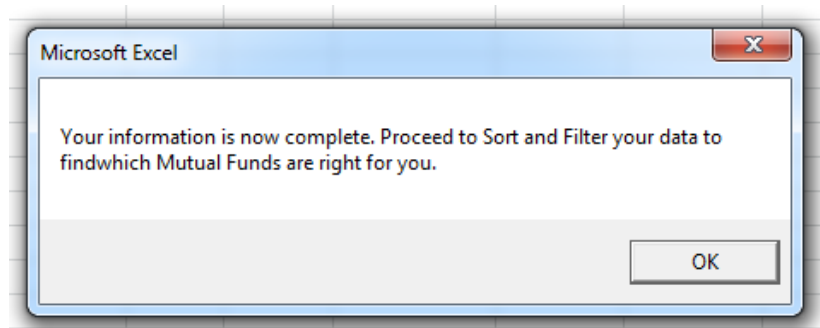 Microsoft Excel
Your information is now complete. Proceed to Sort and Filter your data to
findwhich Mutual Funds are right for you.
OK